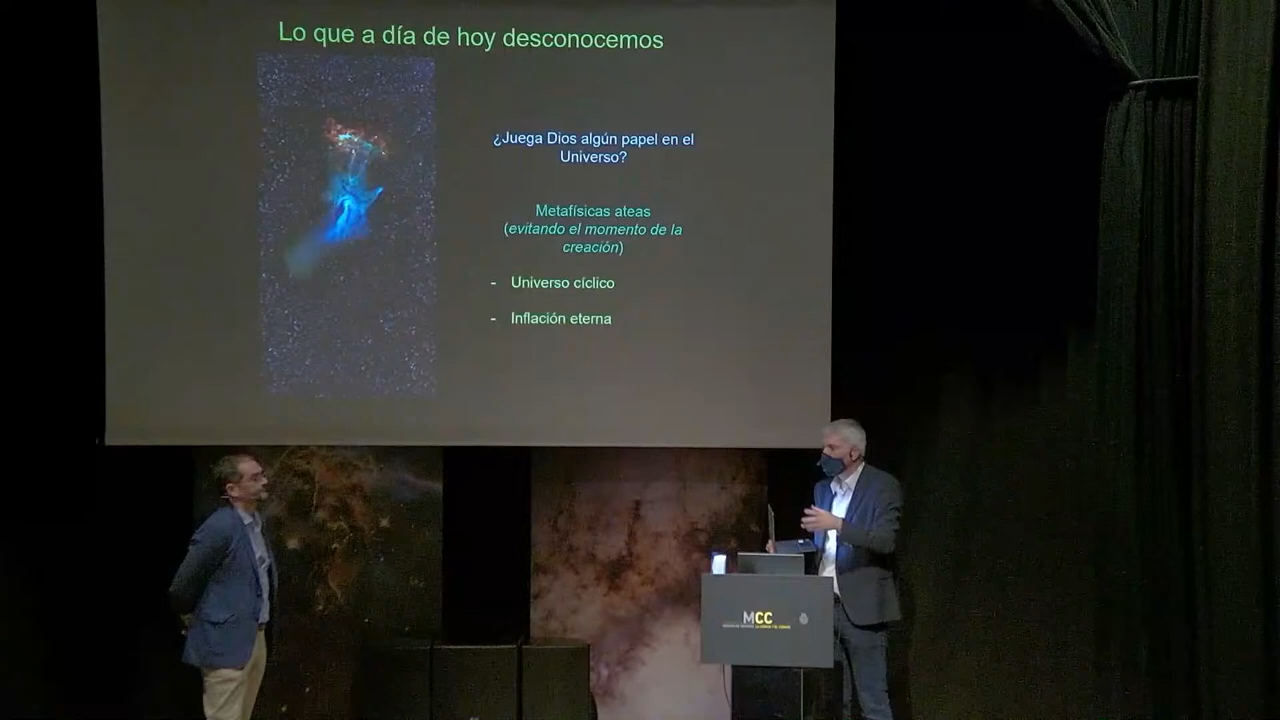 Lo que a día de hoy desconocemos
¿Juega Dios algún papel en el
Universo?
Metafísicas ateas
(evitando el momento de la
creación)
- Universo cíclico
- Inflación eterna
MCC